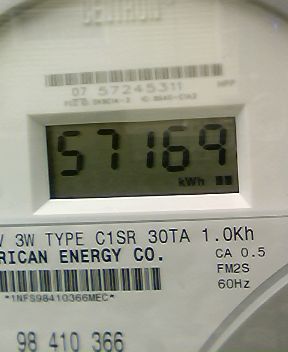 CENTRON
07 57245311
57169
kWh
V 3W TYPE C1SR 30TA 1.0Kh
RICAN ENERGY CO.
CA 0.5
FM2S
60Hz
*1NFS98410366MEC*
98 410 366